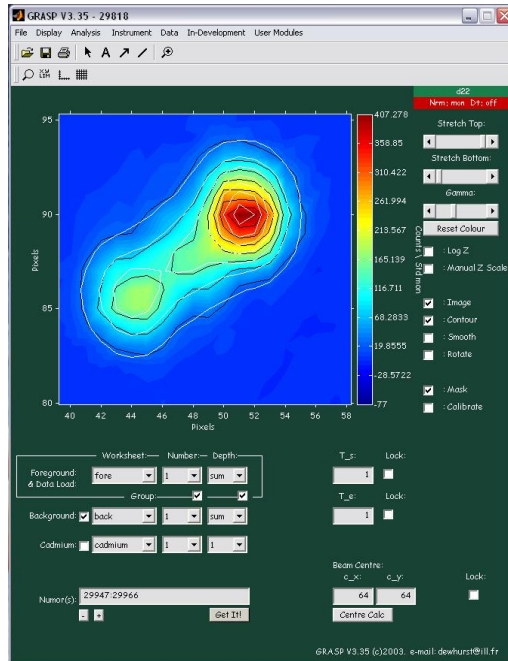 GRASP V3.35 - 29818
File Display Analysis Instrument Data In-Development User Modules
A
d22
Nrm: mon Dt: off
95
90
85
80
Pixels
40 42 44 46 48 50 52 54 56 58
Pixels
407.278
358.85
310.422
261.994
213.567
165.139
116.711
68.2833
19.8555
-28.5722
-77
Counts \ Std mon
Stretch Top:
Stretch Bottom:
Gamma:
Reset Colour
: Log Z
: Manual Z Scale
: Image
: Contour
: Smooth
: Rotate
: Mask
: Calibrate
Worksheet: Number: Depth:
Foreground: & Data Load: fore 1 sum
Group:
Background: back 1 sum
Cadmium: cadmium 1 1
T_s: Lock:
1
T_e: Lock:
1
Beam Centre:
c_x: c_y: Lock:
64 64
Centre Calc
Numor(s): 29947:29966
- + Get It!
GRASP V3.35 (c)2003. e-mail: dewhurst@ill.fr